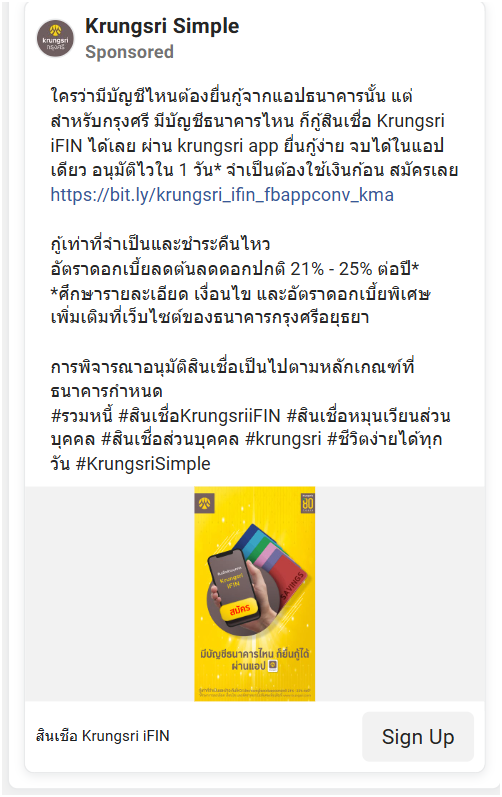 Krungsri Simple
Sponsored
krungsri
กรุงศรี
ใครว่ามีบัญชีไหนต้องยื่นกู้จากแอปธนาคารนั้น แต่
สำหรับกรุงศรี มีบัญชีธนาคารไหน ก็กู้สินเชื่อ Krungsri
iFIN ได้เลย ผ่าน krungsri app ยื่นกู้ง่าย จบได้ในแอป
เดียว อนุมัติไวใน 1 วัน* จำเป็นต้องใช้เงินก้อน สมัครเลย
https://bit.ly/krungsri_ifin_fbappconv_kma
กู้เท่าที่จำเป็นและชำระคืนไหว
อัตราดอกเบี้ยลดต้นลดดอกปกติ 21% - 25% ต่อปี*
*ศึกษารายละเอียด เงื่อนไข และอัตราดอกเบี้ยพิเศษ
เพิ่มเติมที่เว็บไซต์ของธนาคารกรุงศรีอยุธยา
การพิจารณาอนุมัติสินเชื่อเป็นไปตามหลักเกณฑ์ที่
ธนาคารกำหนด
#รวมหนี้ #สินเชื่อKrungsriiFIN #สินเชื่อหมุนเวียนส่วน
บุคคล #สินเชื่อส่วนบุคคล #krungsri #ชีวิตง่ายได้ทุก
วัน #KrungsriSimple
Krungsri
iFIN
สมัคร
SAVINGS
มีบัญชีธนาคารไหน ก็ยื่นกู้ได้
ผ่านแอป
สินเชื่อ Krungsri iFIN
Sign Up